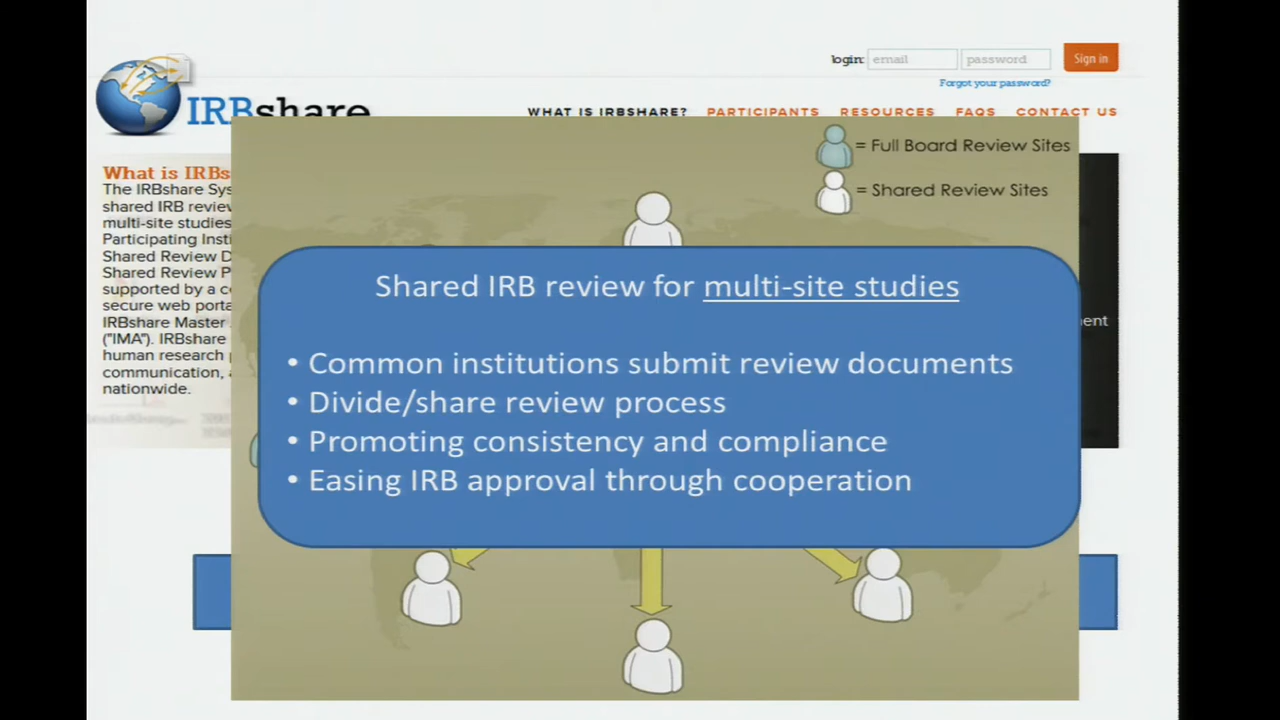 login: email password Sign in
Forgot your password?
IRBshare
WHAT IS IRBSHARE? PARTICIPANTS RESOURCES FAQS CONTACT US
= Full Board Review Sites
= Shared Review Sites
What is IRBs
The IRBshare Sys
shared IRB review
multi-site studies
Participating Insti
Shared Review D
Shared Review P
supported by a c
secure web porta
IRBshare Master
("IMA"). IRBshare
human research
communication,
nationwide.
ent
Shared IRB review for multi-site studies
• Common institutions submit review documents
• Divide/share review process
• Promoting consistency and compliance
• Easing IRB approval through cooperation